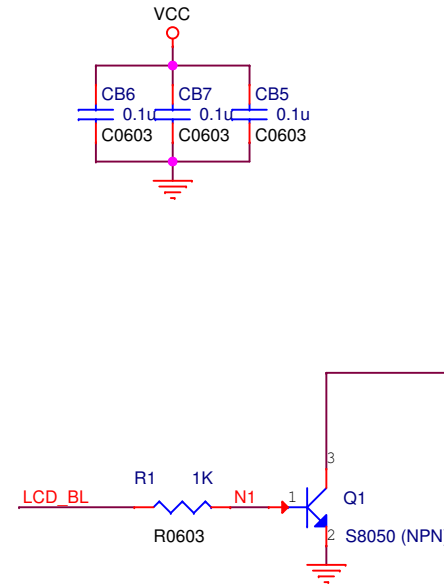 VCC
CB6 CB7 CB5
0.1u 0.1u 0.1u
C0603 C0603 C0603
3
R1 1K
LCD_BL N1 1 Q1
R0603 2 S8050 (NPN